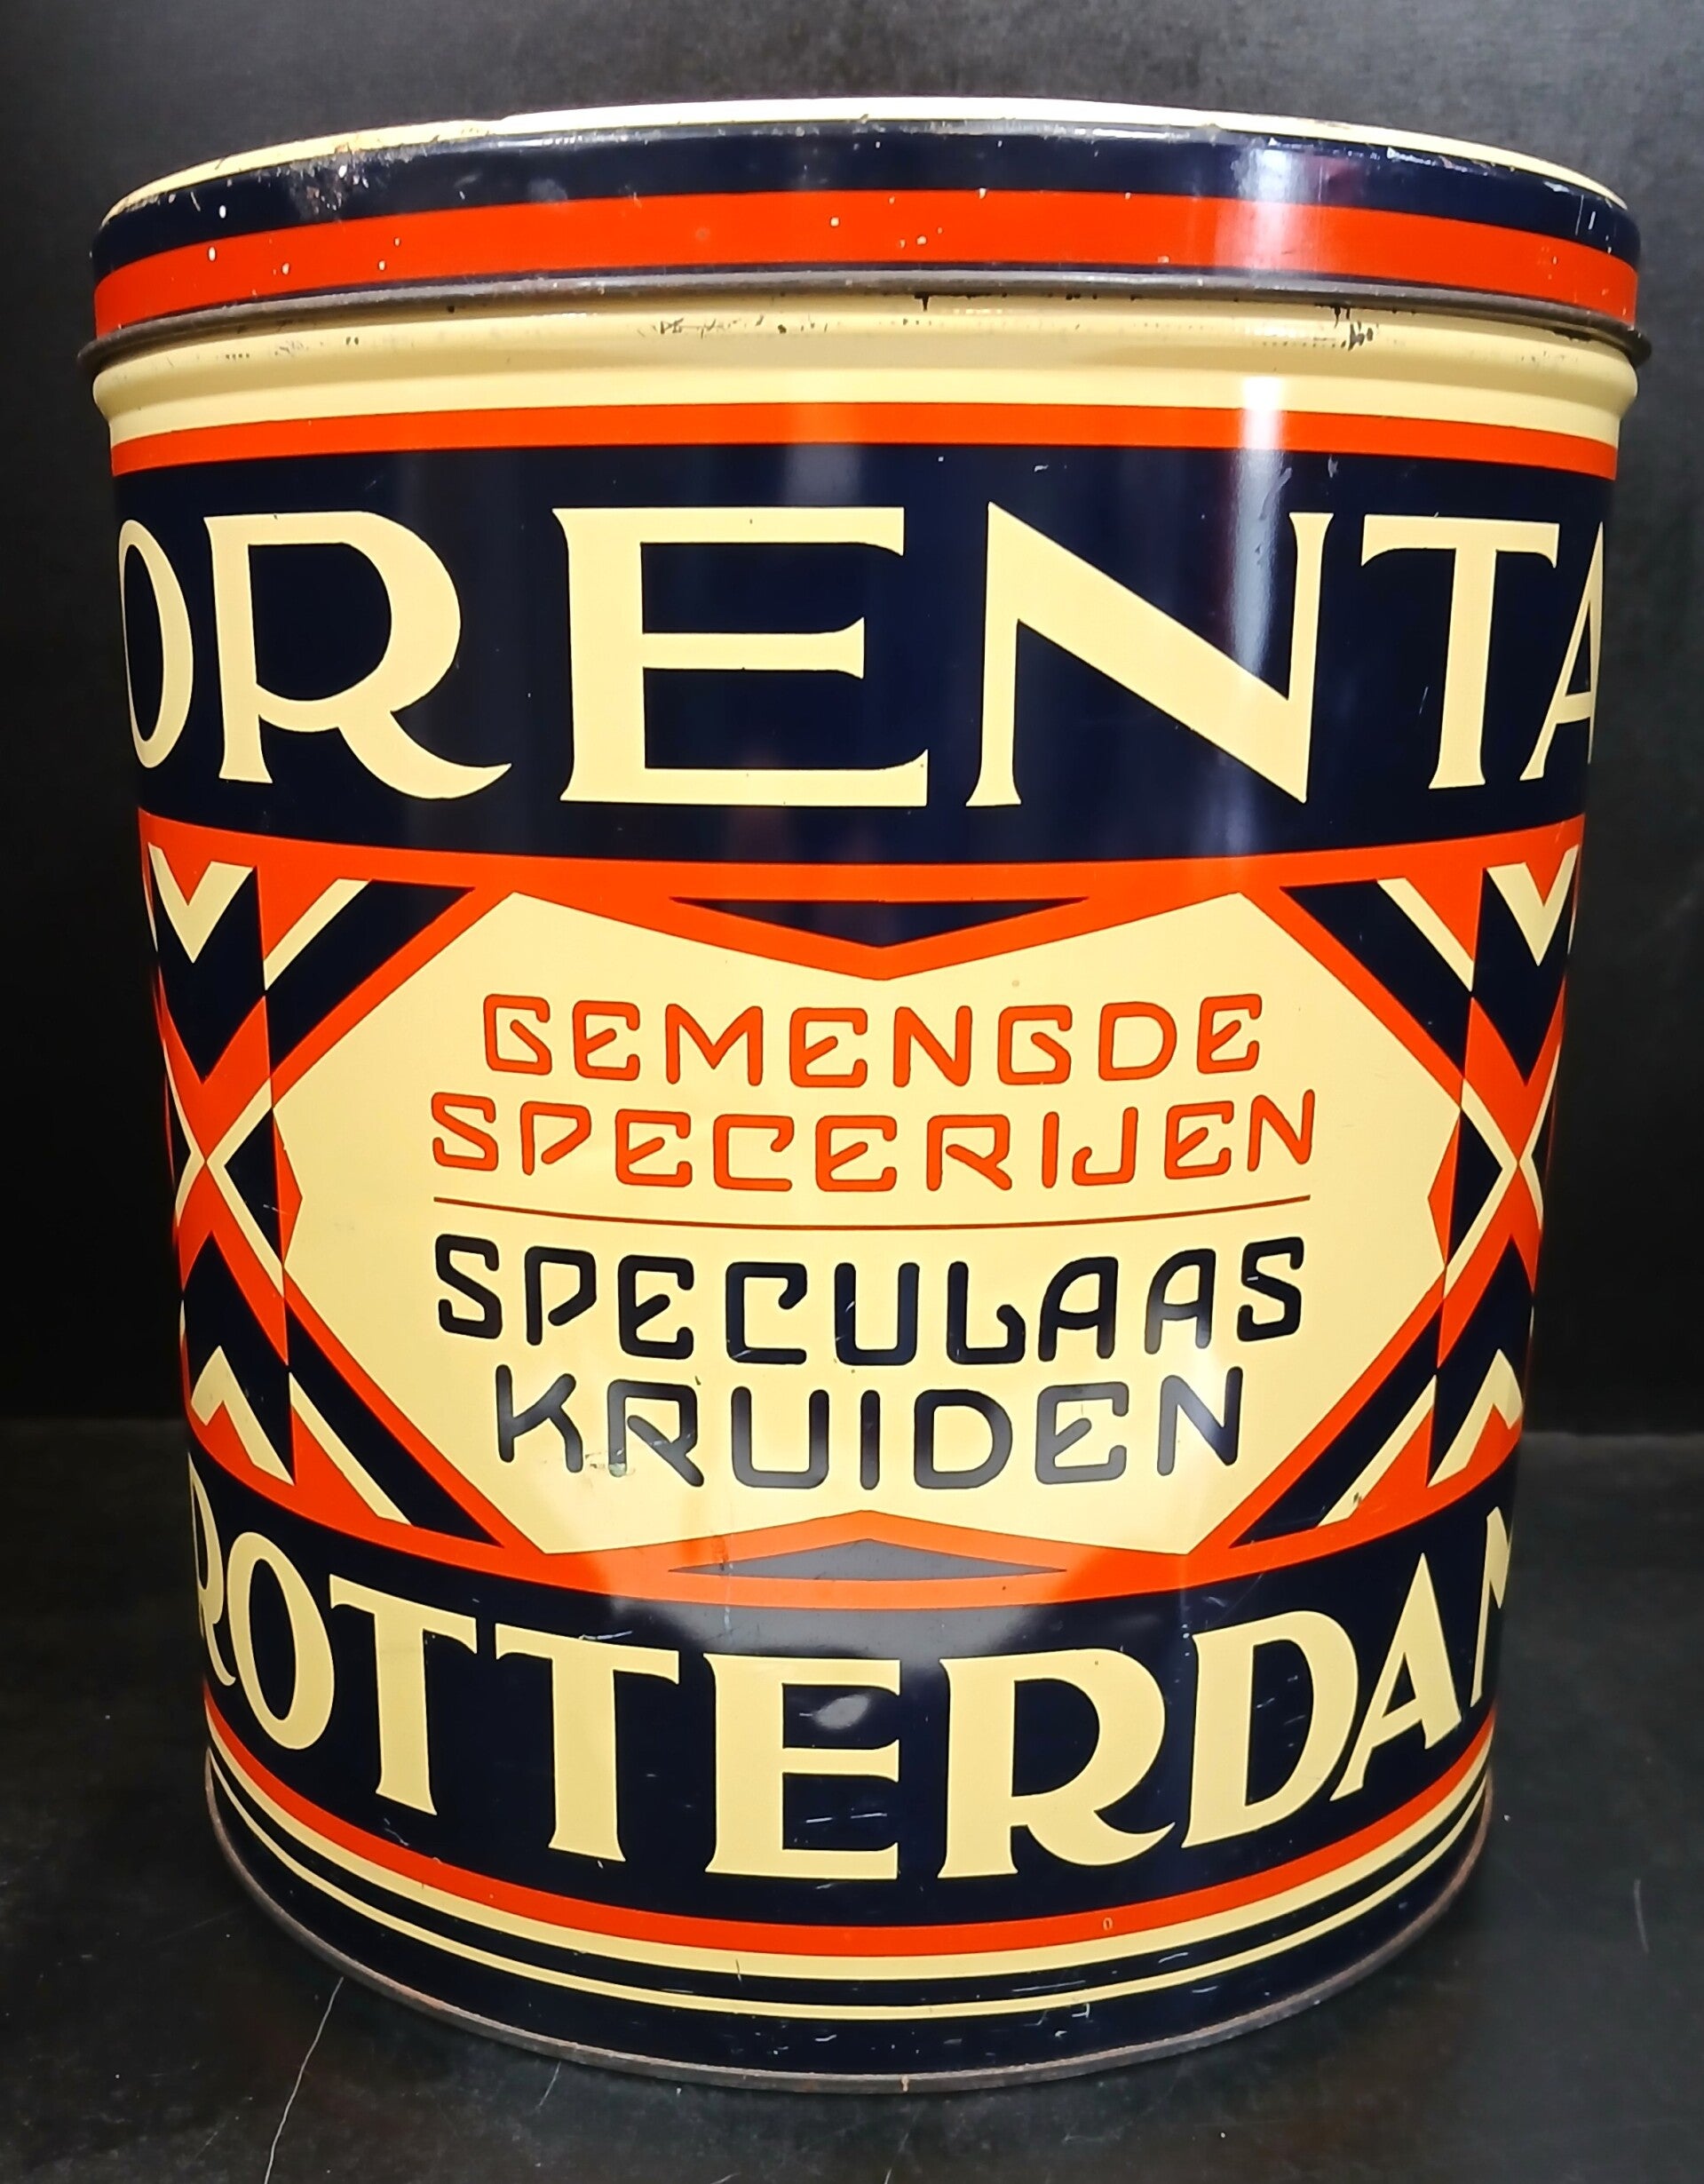 ORENTA
GEMENGDE
SPECERIJEN
SPECULAAS
KRUIDEN
ROTTERDAM